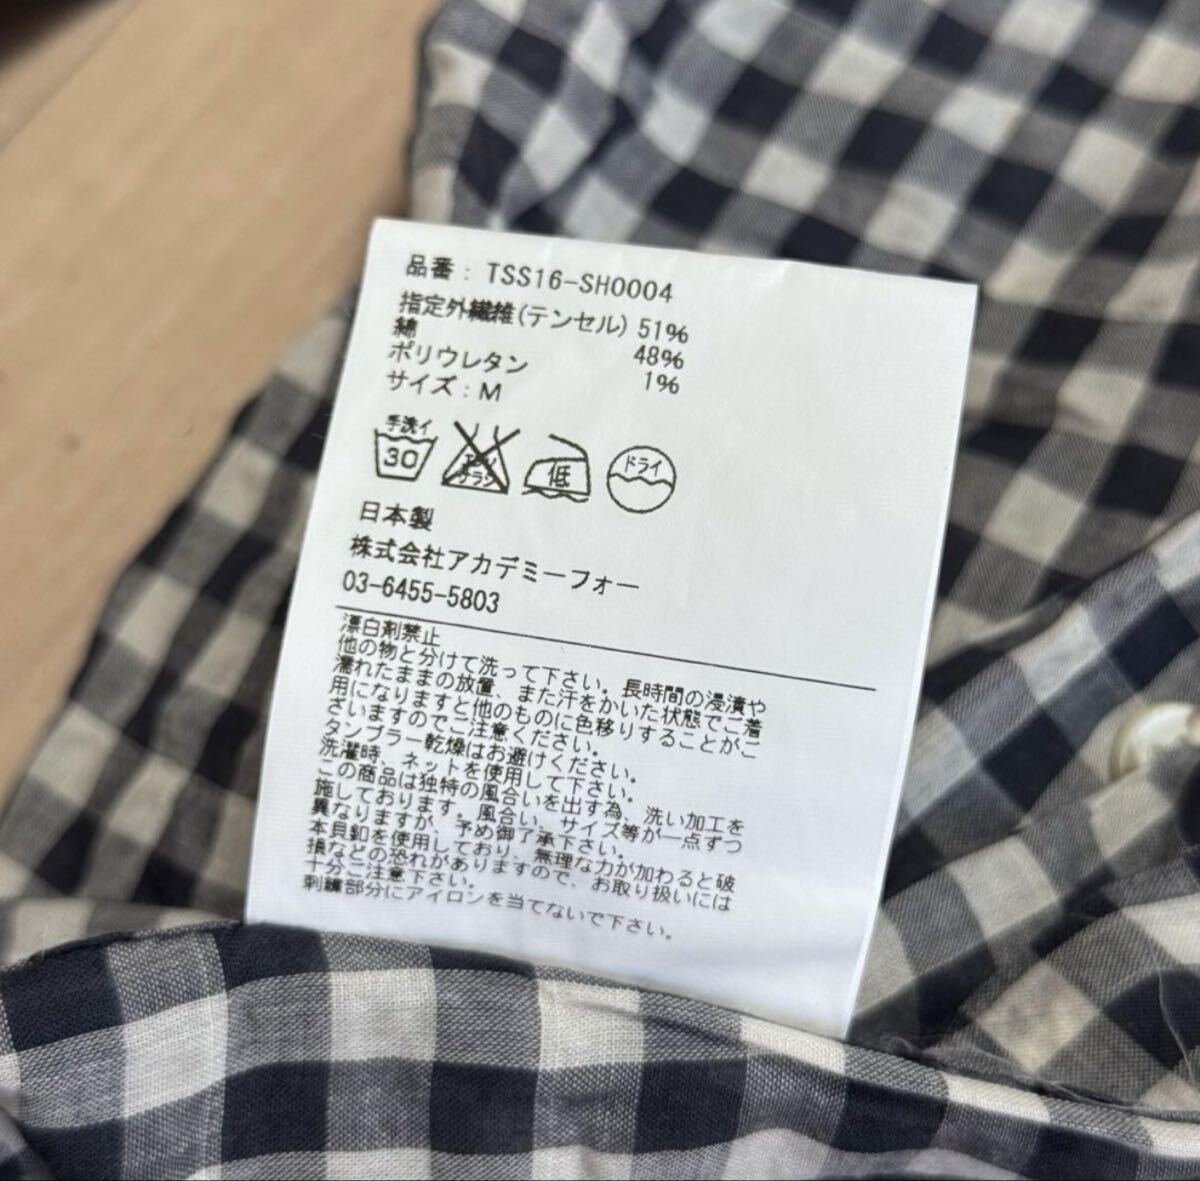 品番: TSS16-SH0004
指定外繊維(テンセル) 51%
綿 48%
ポリウレタン 1%
サイズ: M
手洗イ
30
エンソ
サラシ
低
ドライ
日本製
株式会社アカデミーフォー
03-6455-5803
漂白剤禁止
他の物と分けて洗って下さい。長時間の浸漬や
濡れたままの放置、また汗をかいた状態でご着
用になりますと他のものに色移りすることがご
ざいますのでご注意ください。
タンブラー乾燥はお避けください。
洗濯時、ネットを使用して下さい。
この商品は独特の風合いを出す為、洗い加工を
施しております。風合い、サイズ等が一点ずつ
異なりますが、予め御了承下さい。
本貝釦を使用しており、無理な力が加わると破
損などの恐れがありますので、お取り扱いには
十分ご注意下さい。
刺繍部分にアイロンを当てないで下さい。